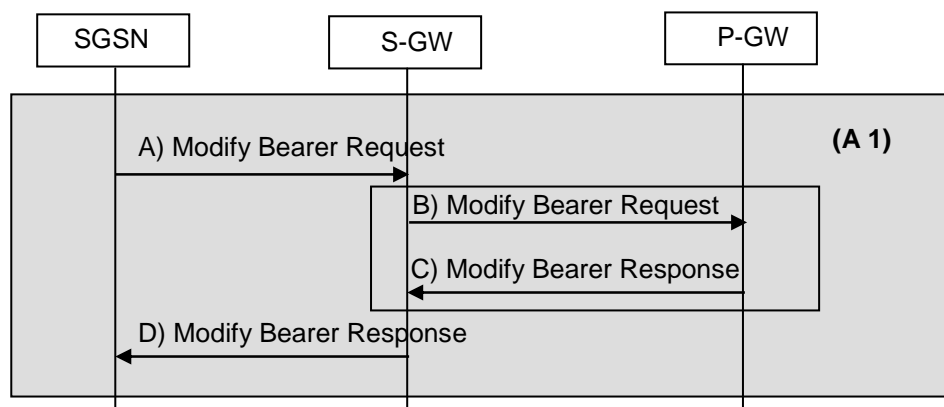 SGSN
S-GW
P-GW
(A 1)
A) Modify Bearer Request
B) Modify Bearer Request
C) Modify Bearer Response
D) Modify Bearer Response